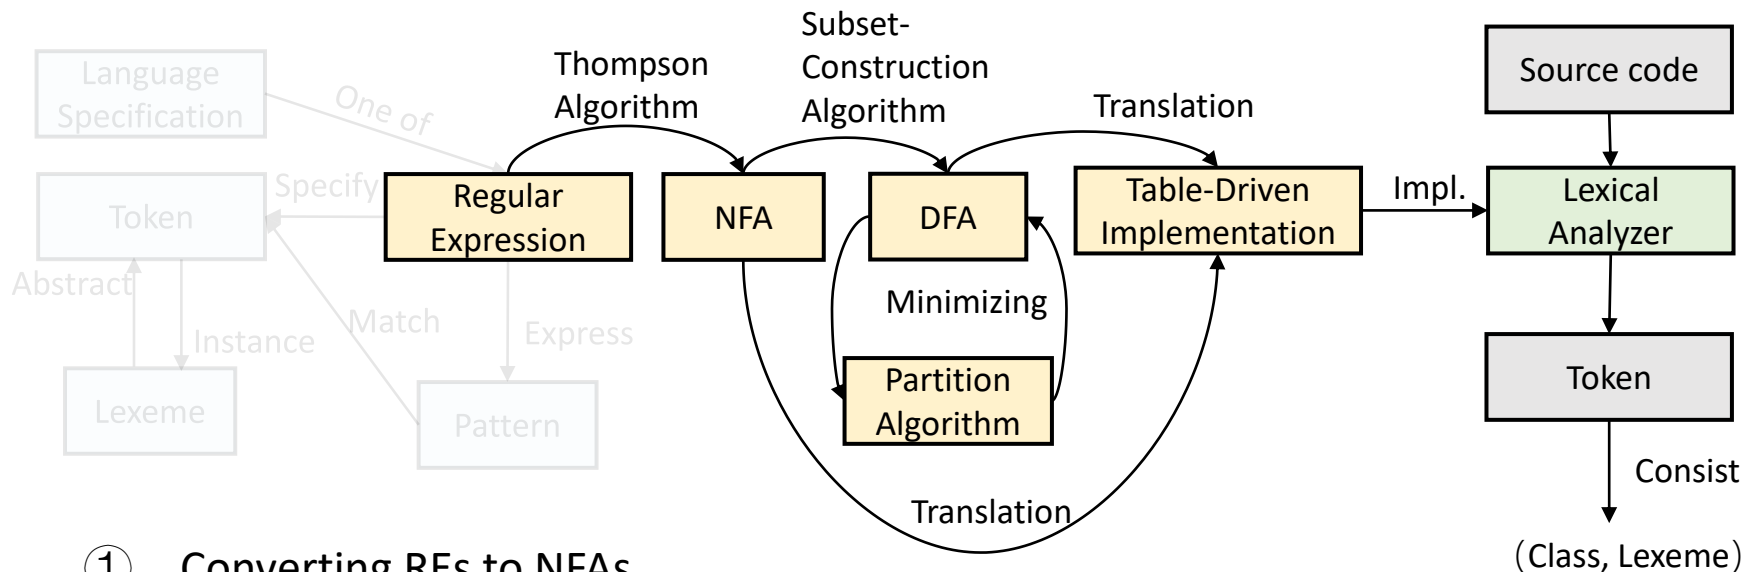 Subset-
Construction
Algorithm
Thompson
Algorithm
Translation
Source code
Language
Specification
One of
Specify
Regular
Expression
NFA
DFA
Table-Driven
Implementation
Impl.
Lexical
Analyzer
Token
Abstract
Instance
Match
Express
Minimizing
Lexeme
Pattern
Partition
Algorithm
Token
Translation
Consist
(Class, Lexeme)
① Converting REs to NFAs